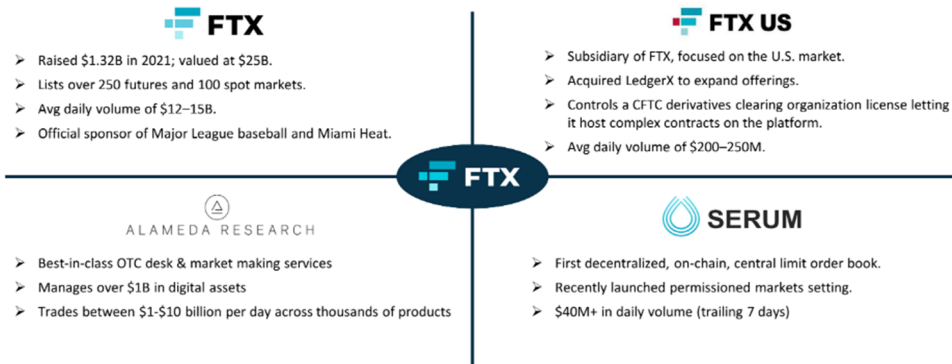 FTX
➤ Raised $1.32B in 2021; valued at $25B.
➤ Lists over 250 futures and 100 spot markets.
➤ Avg daily volume of $12–15B.
➤ Official sponsor of Major League baseball and Miami Heat.
FTX US
➤ Subsidiary of FTX, focused on the U.S. market.
➤ Acquired LedgerX to expand offerings.
➤ Controls a CFTC derivatives clearing organization license letting
it host complex contracts on the platform.
➤ Avg daily volume of $200–250M.
FTX
ALAMEDA RESEARCH
➤ Best-in-class OTC desk & market making services
➤ Manages over $1B in digital assets
➤ Trades between $1-$10 billion per day across thousands of products
SERUM
➤ First decentralized, on-chain, central limit order book.
➤ Recently launched permissioned markets setting.
➤ $40M+ in daily volume (trailing 7 days)